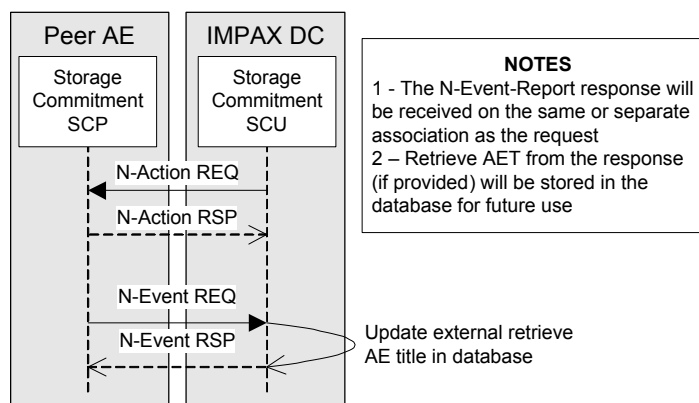 Peer AE
IMPAX DC
Storage
Commitment
SCP
Storage
Commitment
SCU
N-Action REQ
N-Action RSP
N-Event REQ
N-Event RSP
Update external retrieve
AE title in database
NOTES
1 - The N-Event-Report response will
be received on the same or separate
association as the request
2 – Retrieve AET from the response
(if provided) will be stored in the
database for future use